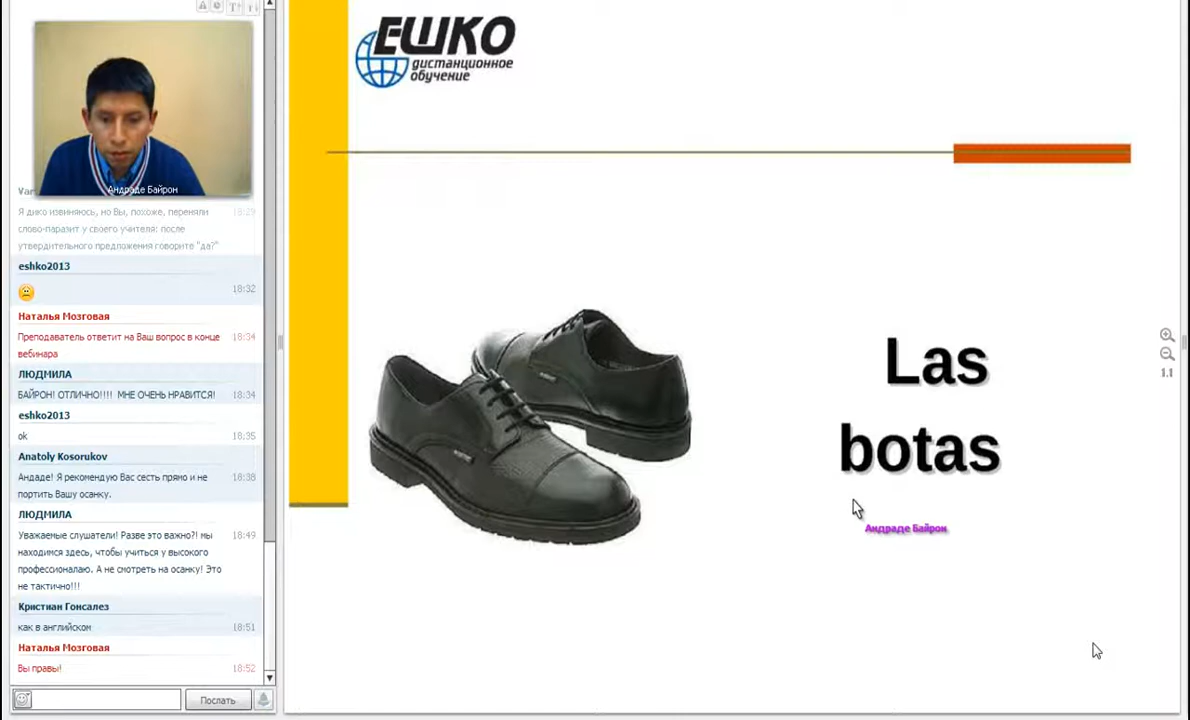 Андраде Байрон
Var
Я дико извиняюсь, но Вы, похоже, переняли 18:29
слово-паразит у своего учителя: после
утвердительного предложения говорите "да?"
eshko2013
18:32
Наталья Мозговая
Преподаватель ответит на Ваш вопрос в конце 18:34
вебинара
ЛЮДМИЛА
БАЙРОН! ОТЛИЧНО!!!! МНЕ ОЧЕНЬ НРАВИТСЯ! 18:34
eshko2013
ok 18:35
Anatoly Kosorukov
Андаде! Я рекомендую Вас сесть прямо и не 18:38
портить Вашу осанку.
ЛЮДМИЛА
Уважаемые слушатели! Разве это важно?! мы 18:49
находимся здесь, чтобы учиться у высокого
профессионалаю. А не смотреть на осанку! Это
не тактично!!!
Кристиан Гонсалез
как в английском 18:51
Наталья Мозговая
Вы правы! 18:52
Послать
ЕШКО
дистанционное
обучение
Las
botas
Андраде Байрон
1:1